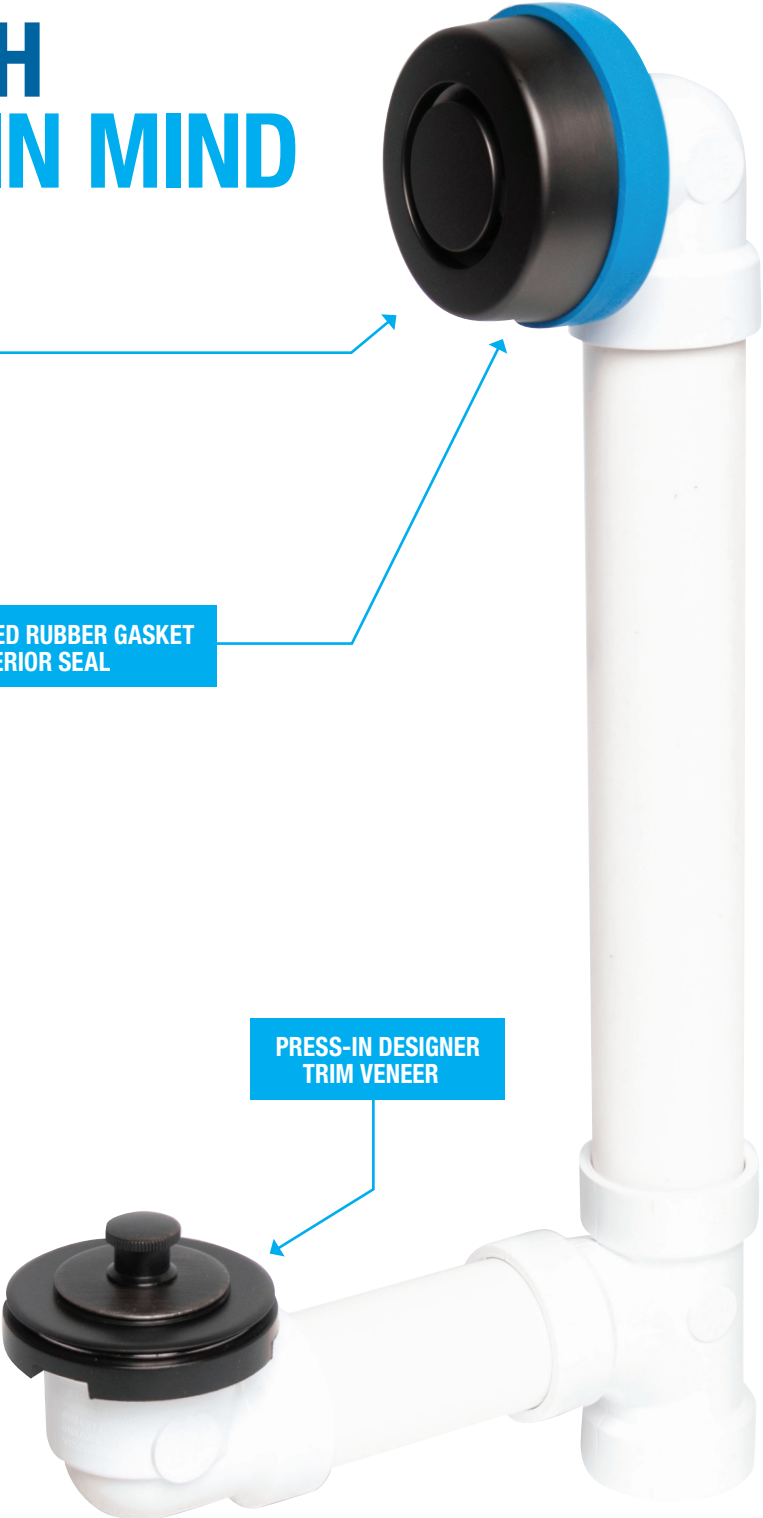 H
IN MIND
ED RUBBER GASKET
ERIOR SEAL
PRESS-IN DESIGNER
TRIM VENEER